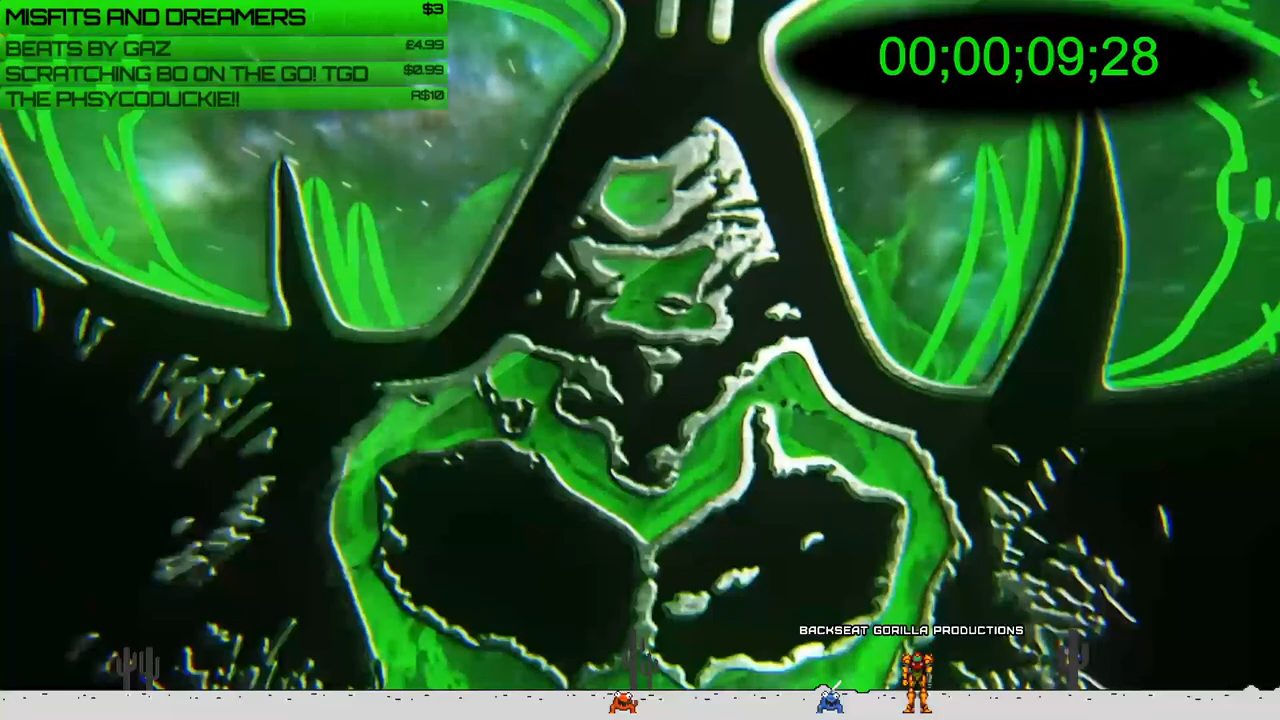 MISFITS AND DREAMERS $3
BEATS BY GAZ £4.99
SCRATCHING BO ON THE GO! TGD $0.99
THE PHSYCODUCKIE!! R$10
00;00;09;28
BACKSEAT GORILLA PRODUCTIONS